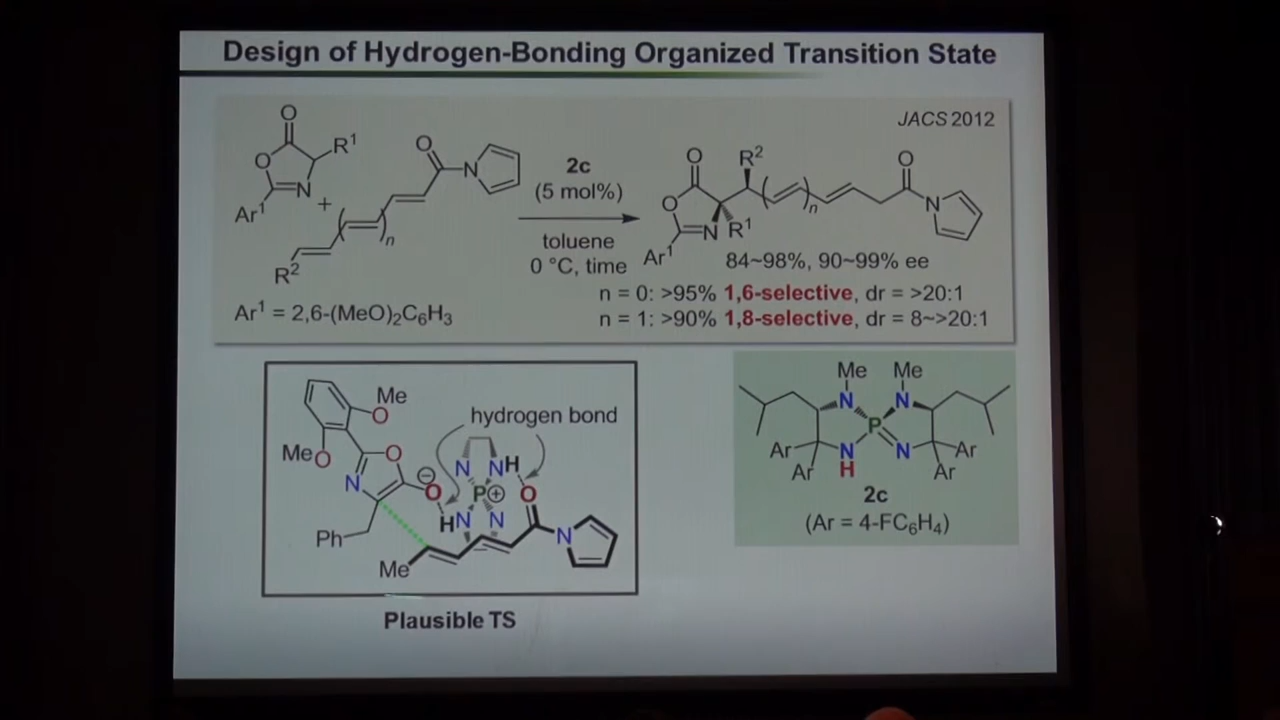 Design of Hydrogen-Bonding Organized Transition State
JACS 2012
O
R¹
O
N
Ar¹
+
O
N
n
R²
2c
(5 mol%)
toluene
0 °C, time
O
R²
O
N
R¹
Ar¹
n
O
N
84~98%, 90~99% ee
n = 0: >95% 1,6-selective, dr = >20:1
n = 1: >90% 1,8-selective, dr = 8~>20:1
Ar¹ = 2,6-(MeO)₂C₆H₃
Me
O
MeO
O
N
⊖
O
Ph
Me
hydrogen bond
N
NH
P⊕
HN
N
O
N
Plausible TS
Me Me
N N
P
Ar
Ar
N
H
N
Ar
Ar
2c
(Ar = 4-FC₆H₄)